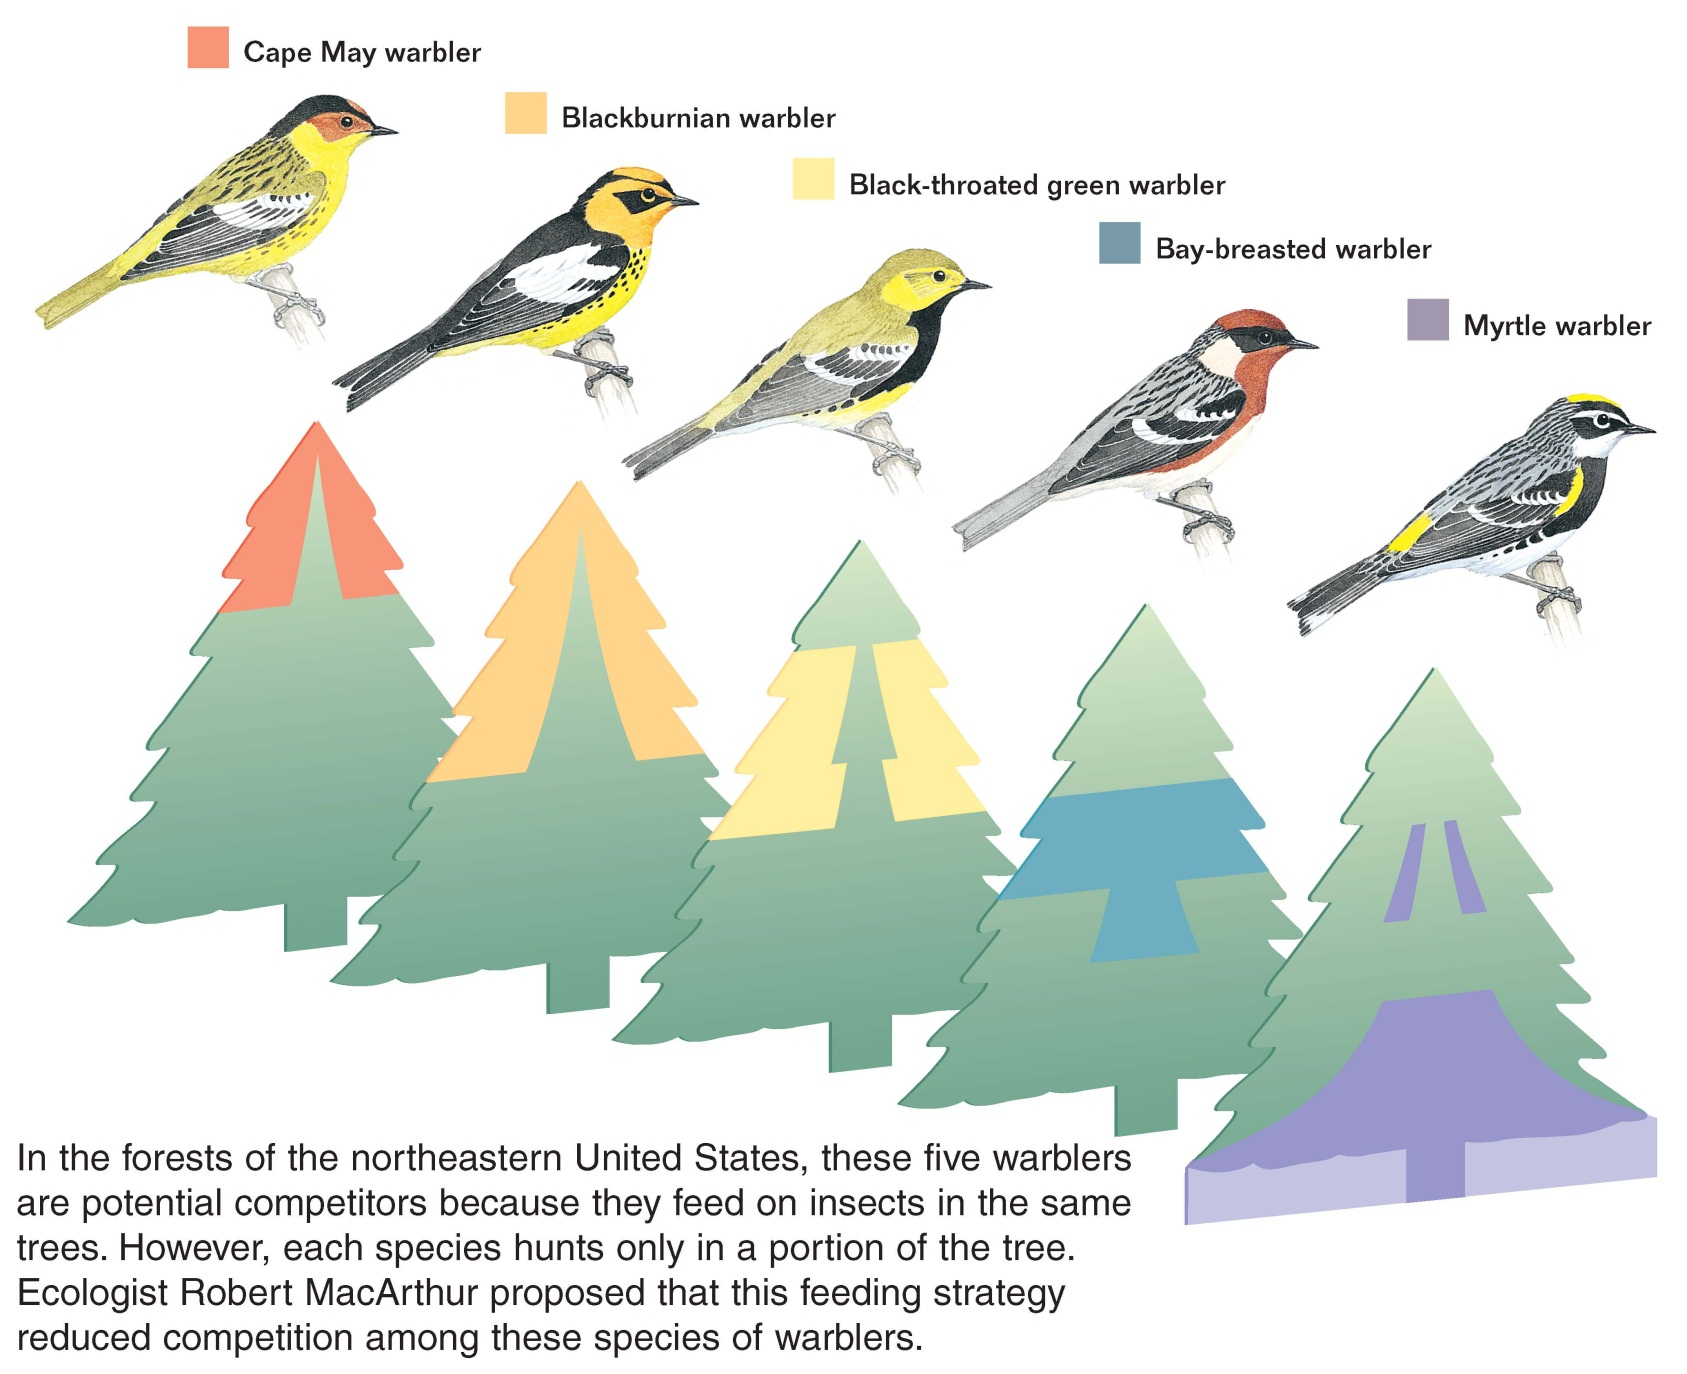 Cape May warbler
Blackburnian warbler
Black-throated green warbler
Bay-breasted warbler
Myrtle warbler
In the forests of the northeastern United States, these five warblers
are potential competitors because they feed on insects in the same
trees. However, each species hunts only in a portion of the tree.
Ecologist Robert MacArthur proposed that this feeding strategy
reduced competition among these species of warblers.